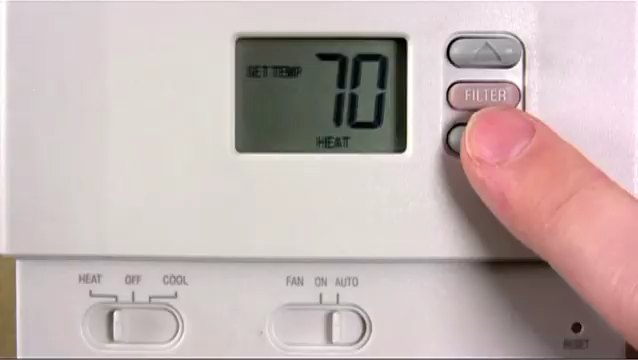 SET TEMP
70
HEAT
FILTER
HEAT OFF COOL
FAN ON AUTO
RESET